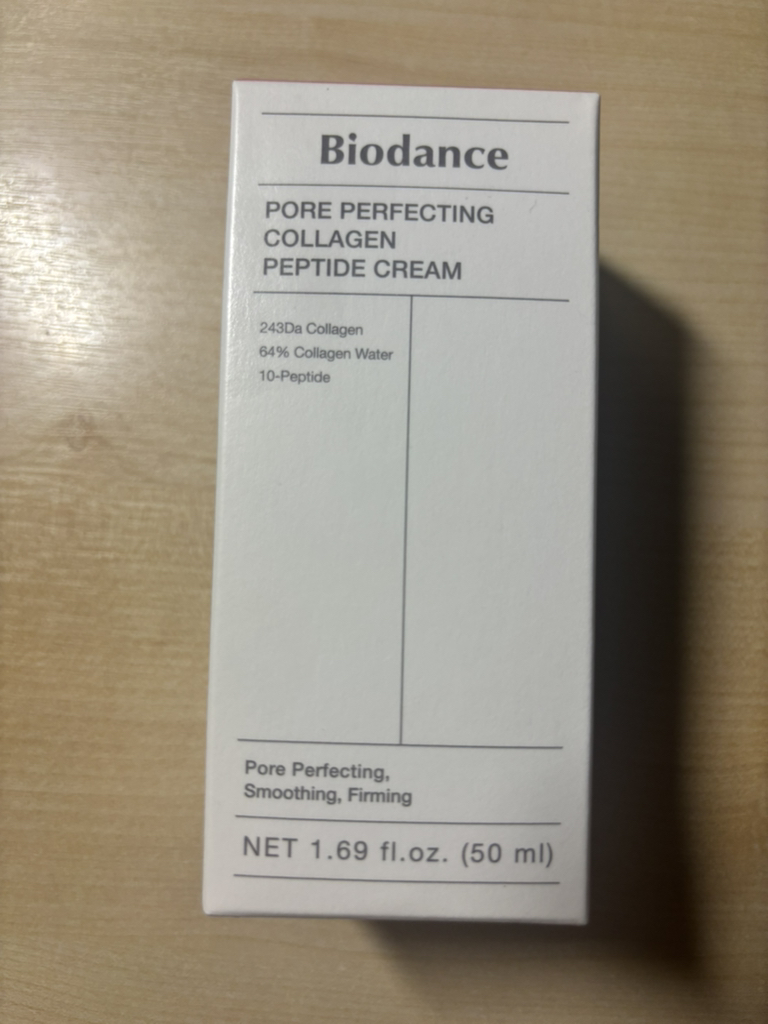 Biodance
PORE PERFECTING
COLLAGEN
PEPTIDE CREAM
243Da Collagen
64% Collagen Water
10-Peptide
Pore Perfecting,
Smoothing, Firming
NET 1.69 fl.oz. (50 ml)